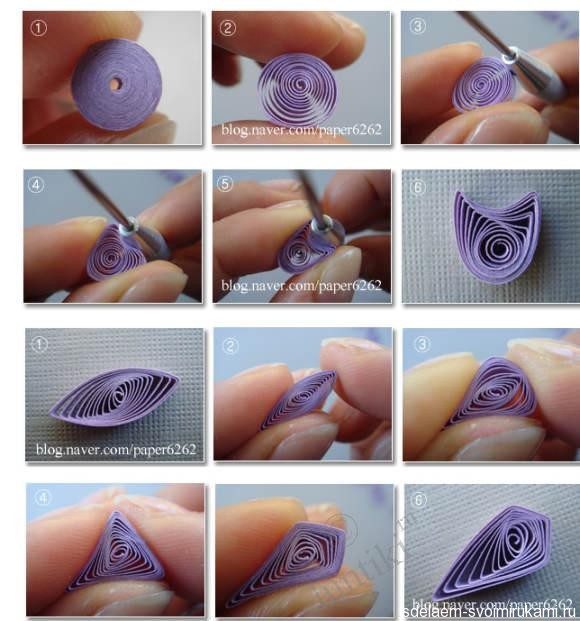 ① ② ③
blog.naver.com/paper6262
④ ⑤ ⑥
blog.naver.com/paper6262
① ② ③
blog.naver.com/paper6262
④ ⑥
blog.naver.com/paper6262
sdelaem-svoimirukami.ru